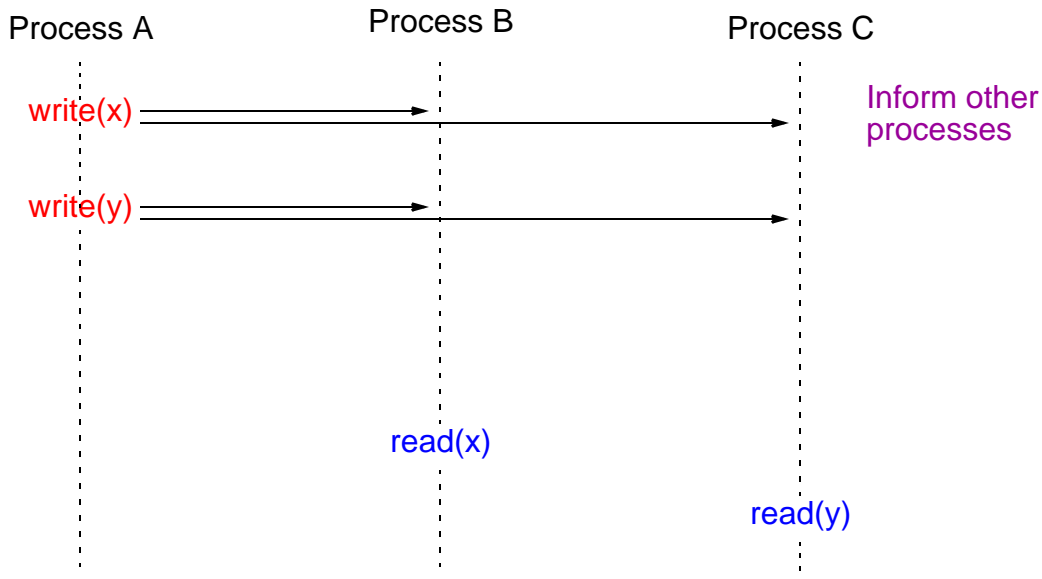 Process A
Process B
Process C
write(x)
Inform other
processes
write(y)
read(x)
read(y)